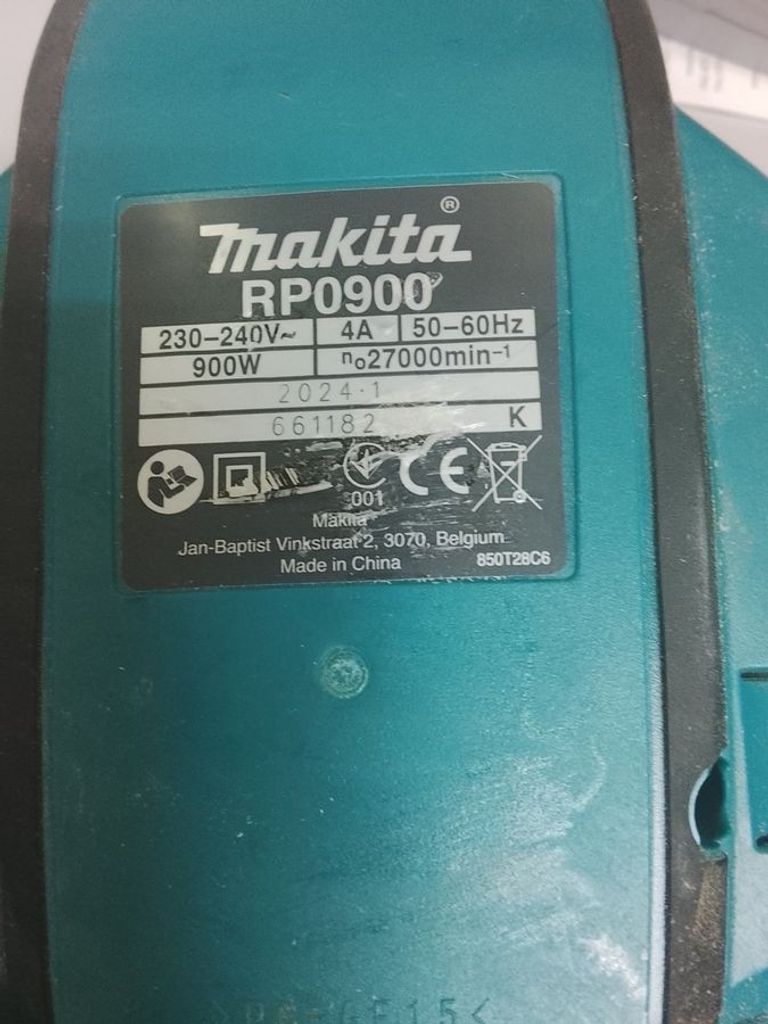 makita®
RP0900
230-240V~ 4A 50-60Hz
900W n₀27000min⁻¹
2024·1
661182 K
001 CE
Makita
Jan-Baptist Vinkstraat 2, 3070, Belgium
Made in China 850T28C6